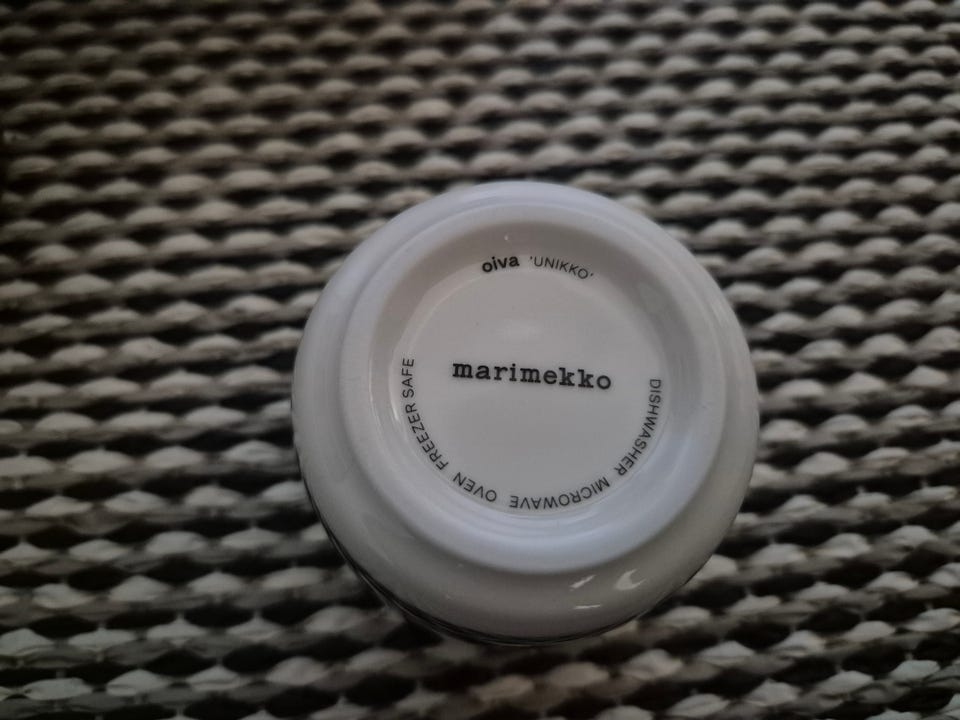 oiva 'UNIKKO'
marimekko
DISHWASHER MICROWAVE OVEN FREEZER SAFE